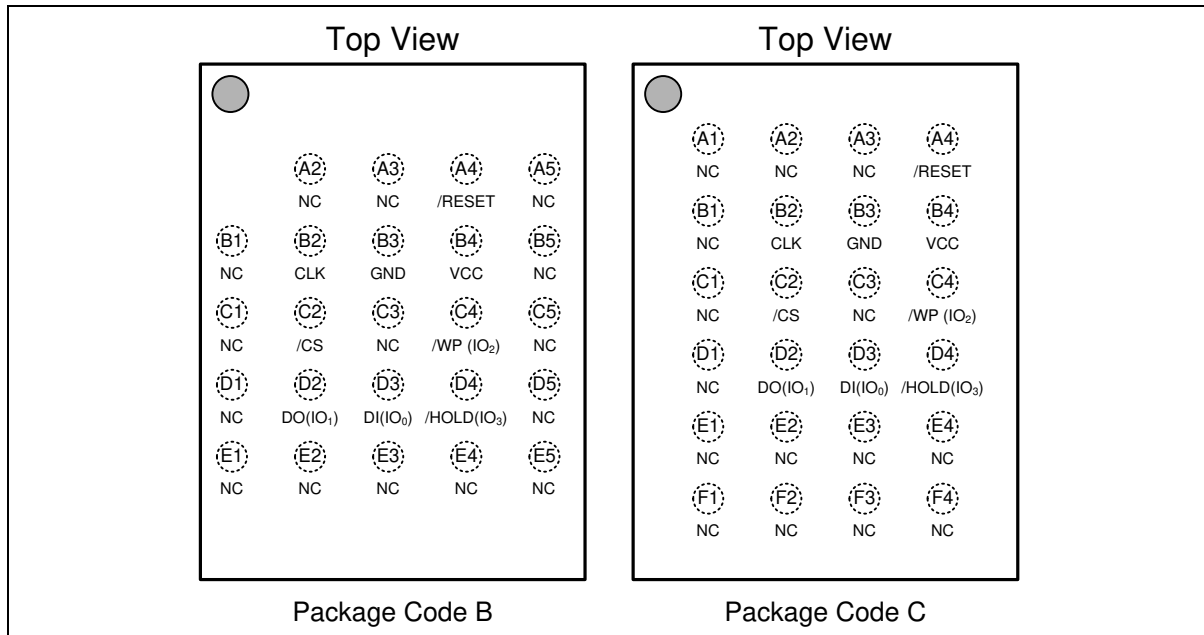 Top View
A2 A3 A4 A5
NC NC /RESET NC
B1 B2 B3 B4 B5
NC CLK GND VCC NC
C1 C2 C3 C4 C5
NC /CS NC /WP (IO₂) NC
D1 D2 D3 D4 D5
NC DO(IO₁) DI(IO₀) /HOLD(IO₃) NC
E1 E2 E3 E4 E5
NC NC NC NC NC
Package Code B
Top View
A1 A2 A3 A4
NC NC NC /RESET
B1 B2 B3 B4
NC CLK GND VCC
C1 C2 C3 C4
NC /CS NC /WP (IO₂)
D1 D2 D3 D4
NC DO(IO₁) DI(IO₀) /HOLD(IO₃)
E1 E2 E3 E4
NC NC NC NC
F1 F2 F3 F4
NC NC NC NC
Package Code C